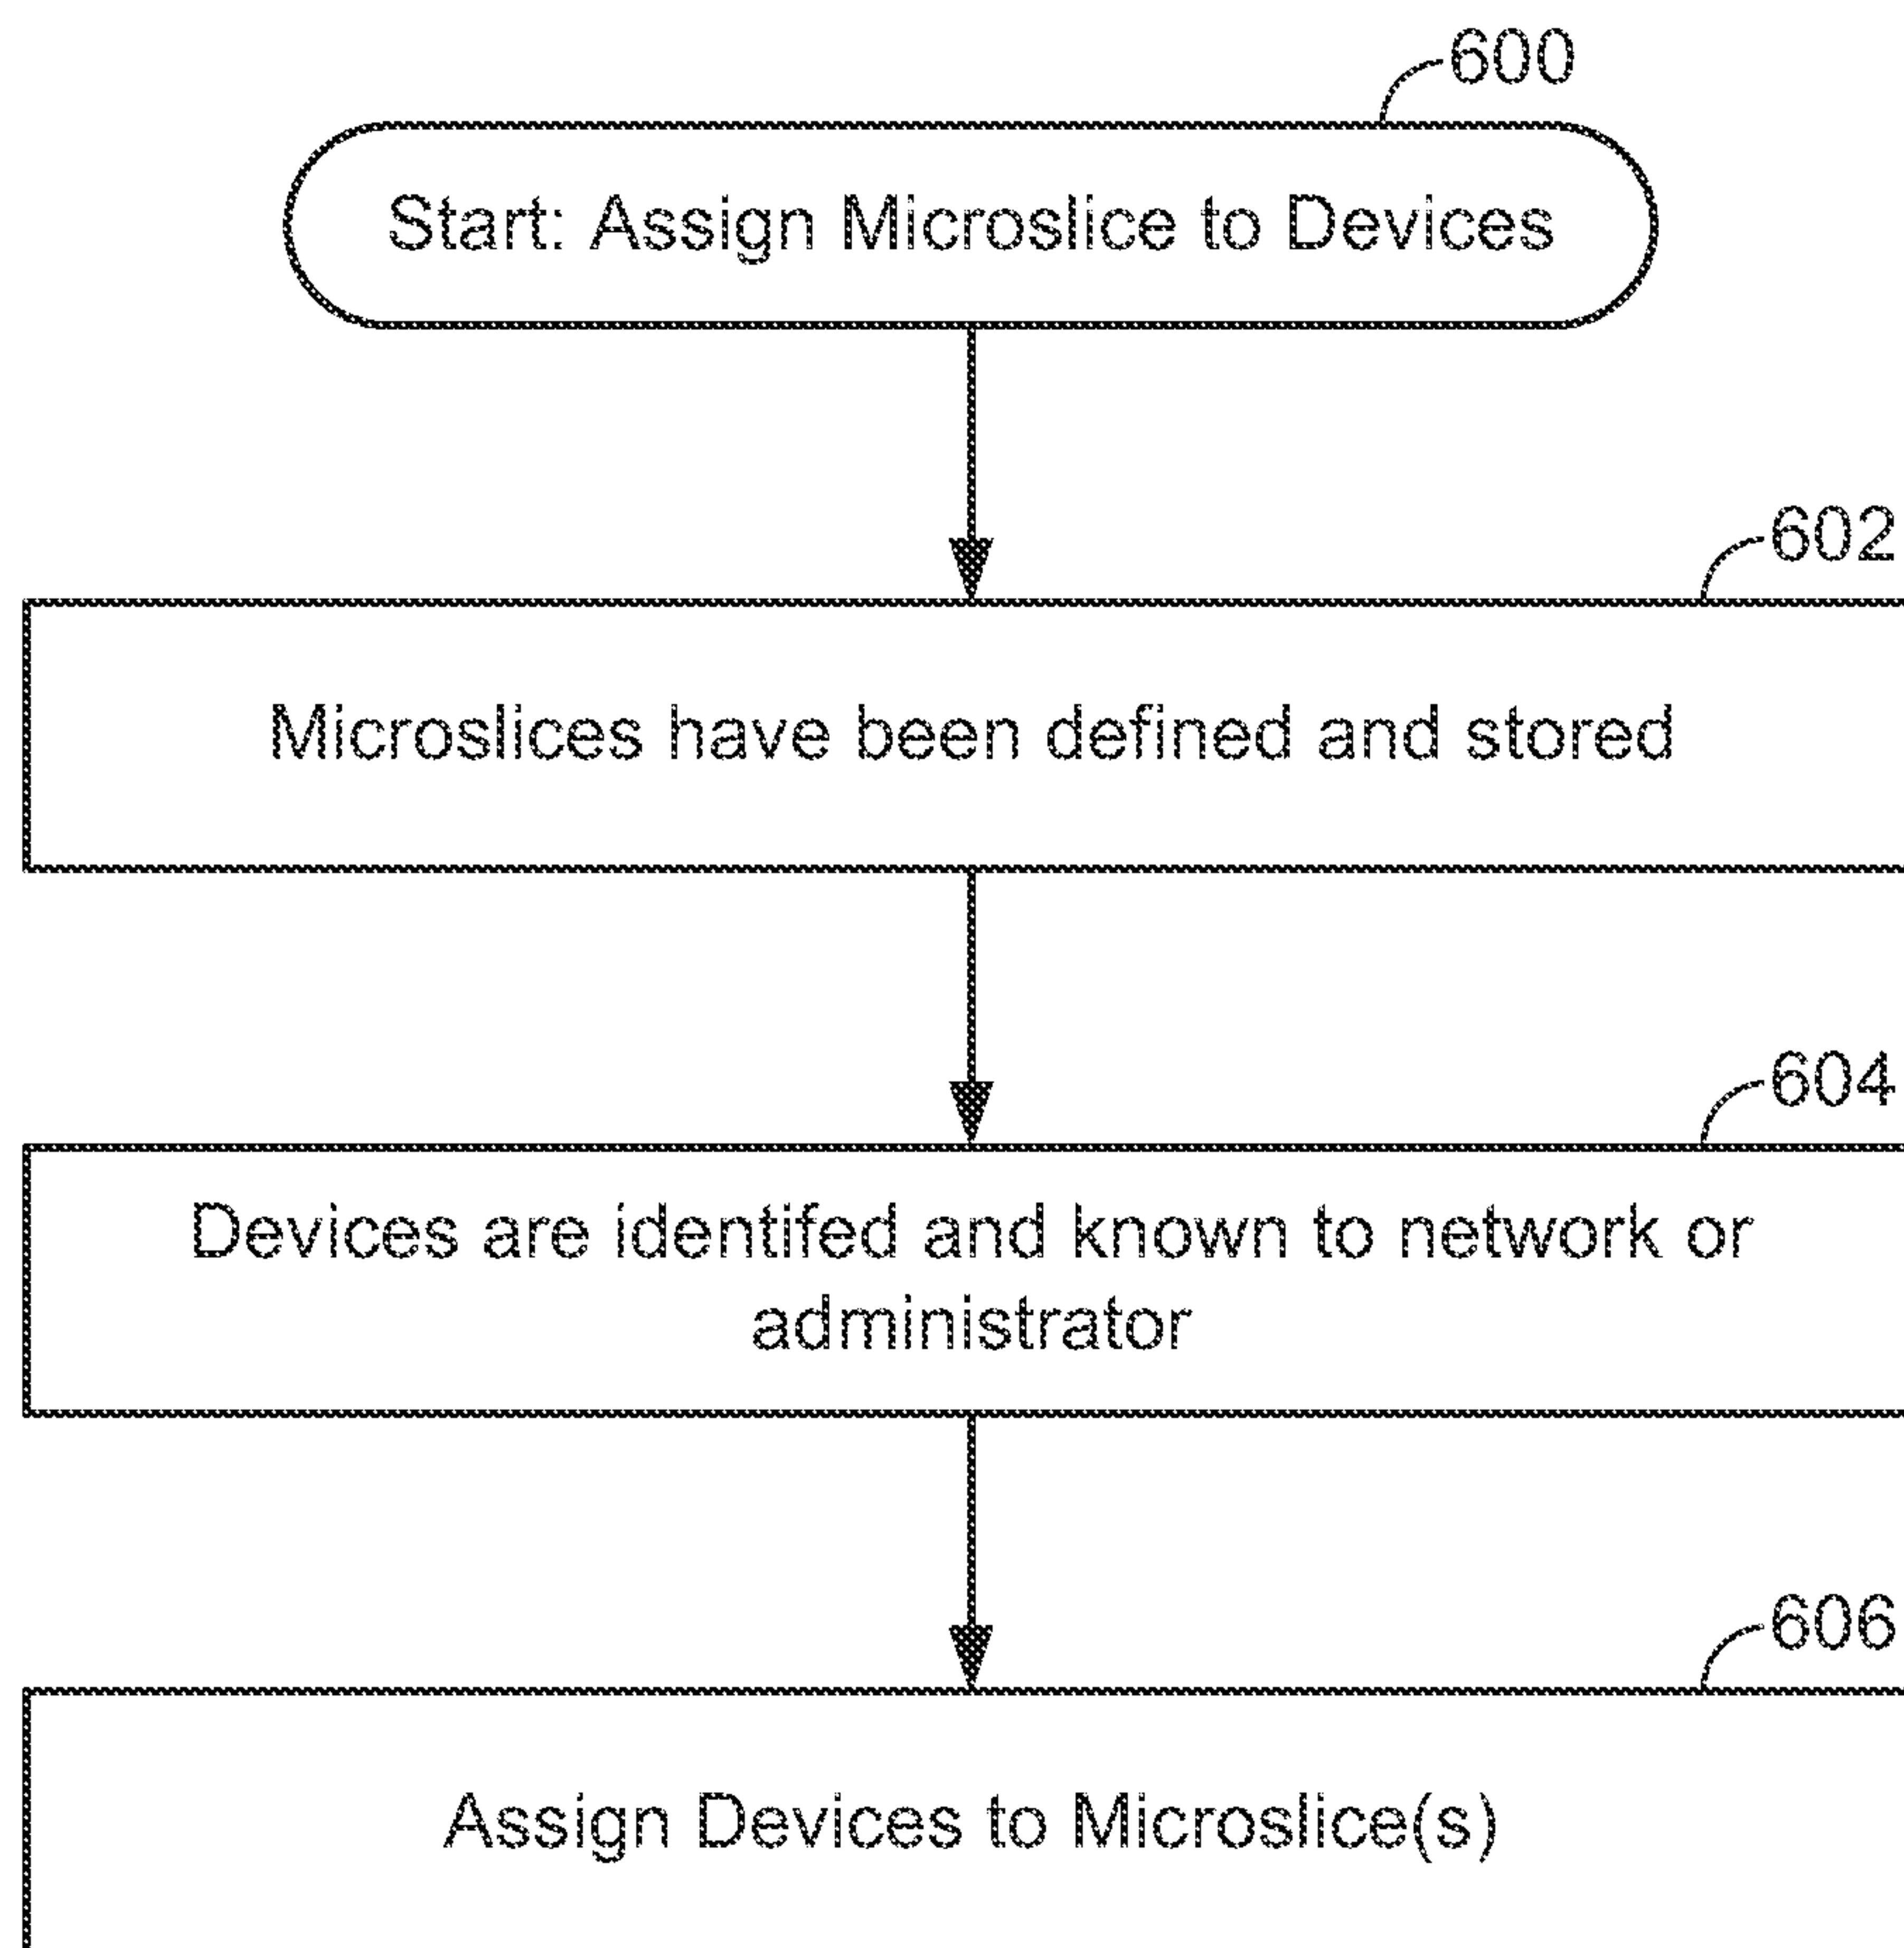 600
Start: Assign Microslice to Devices
602
Microslices have been defined and stored
604
Devices are identifed and known to network or
administrator
606
Assign Devices to Microslice(s)